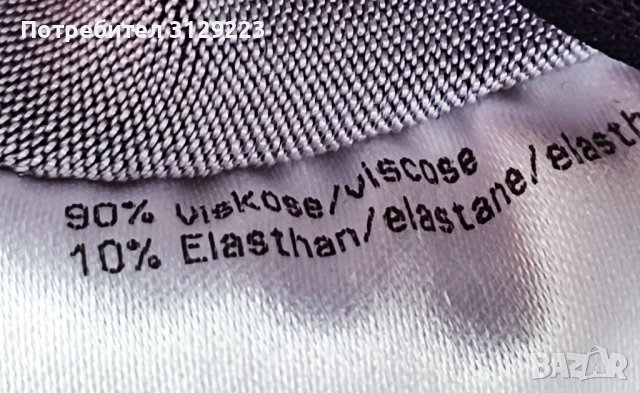 Потребител 3129223
90% Viskose/viscose
10% Elasthan/elastane/elasth
BAZAR